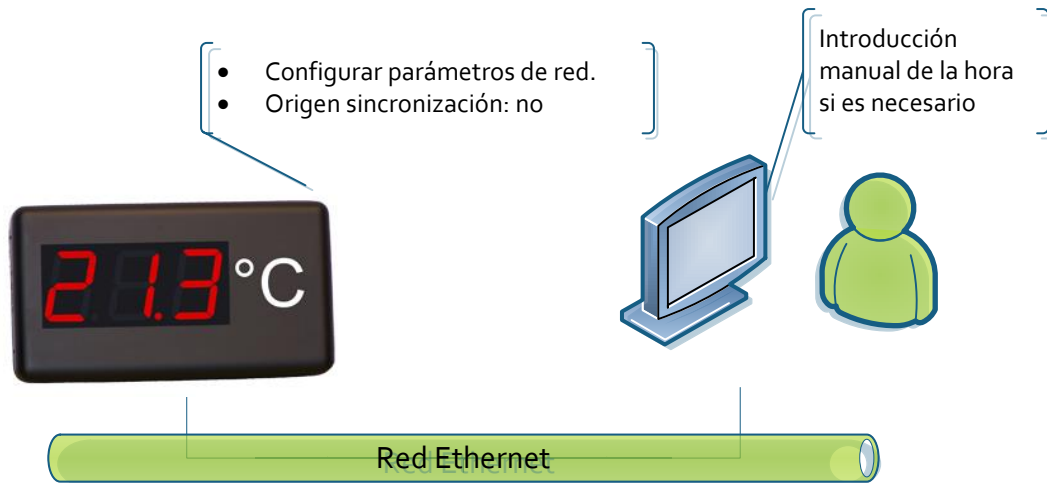 • Configurar parámetros de red.
• Origen sincronización: no
Introducción
manual de la hora
si es necesario
21.3 °C
Red Ethernet